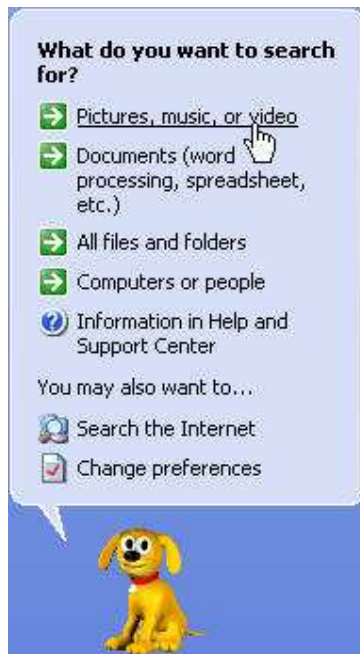 What do you want to search
for?
Pictures, music, or video
Documents (word
processing, spreadsheet,
etc.)
All files and folders
Computers or people
Information in Help and
Support Center
You may also want to...
Search the Internet
Change preferences